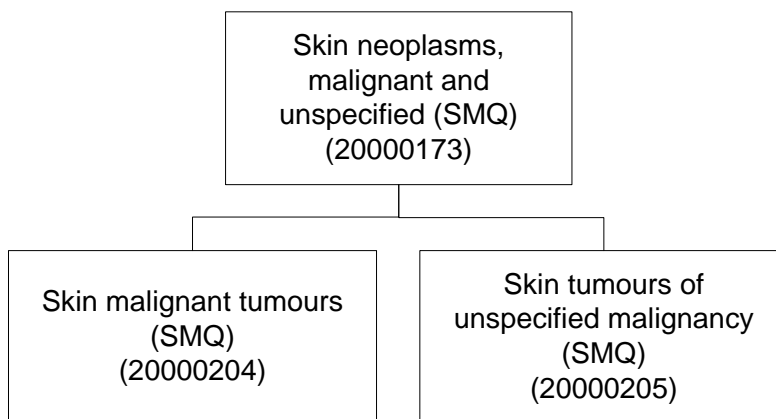 Skin neoplasms,
malignant and
unspecified (SMQ)
(20000173)
Skin malignant tumours
(SMQ)
(20000204)
Skin tumours of
unspecified malignancy
(SMQ)
(20000205)